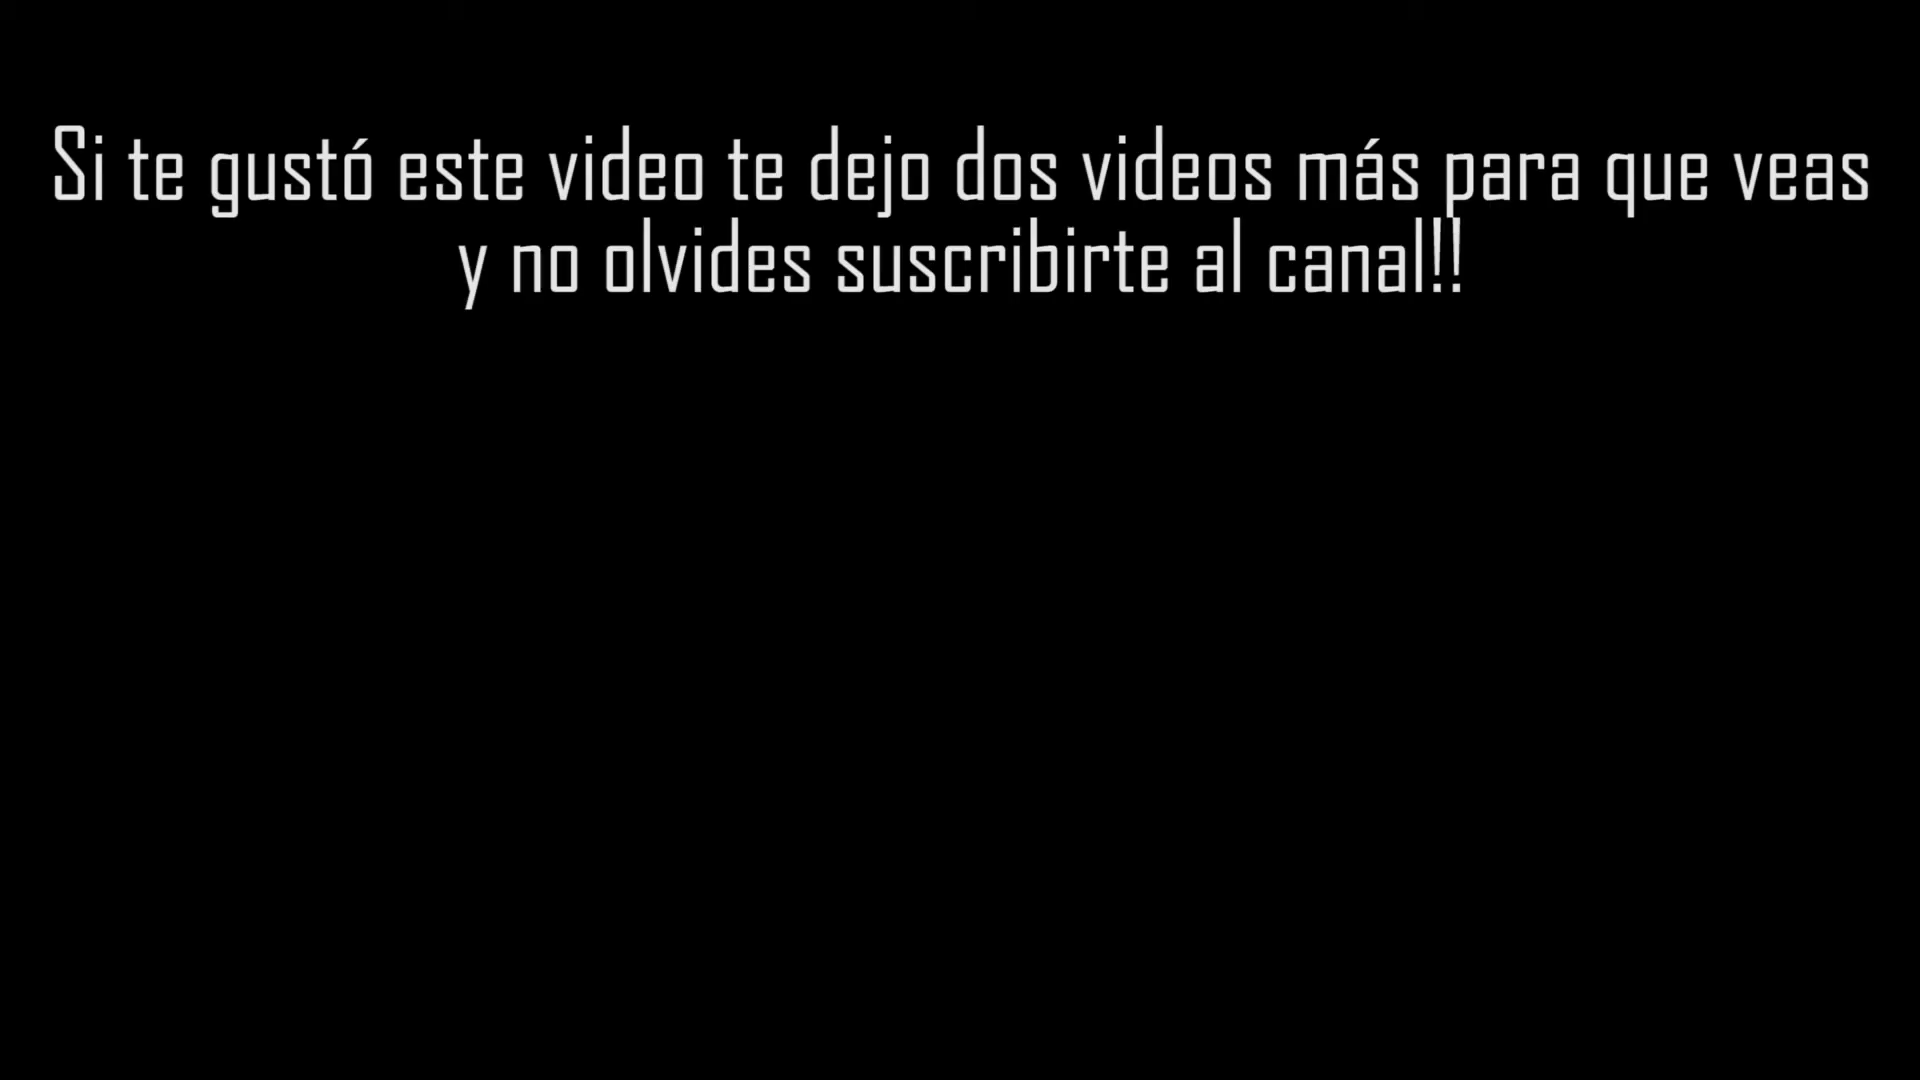 Si te gustó este video te dejo dos videos más para que veas
y no olvides suscribirte al canal!!